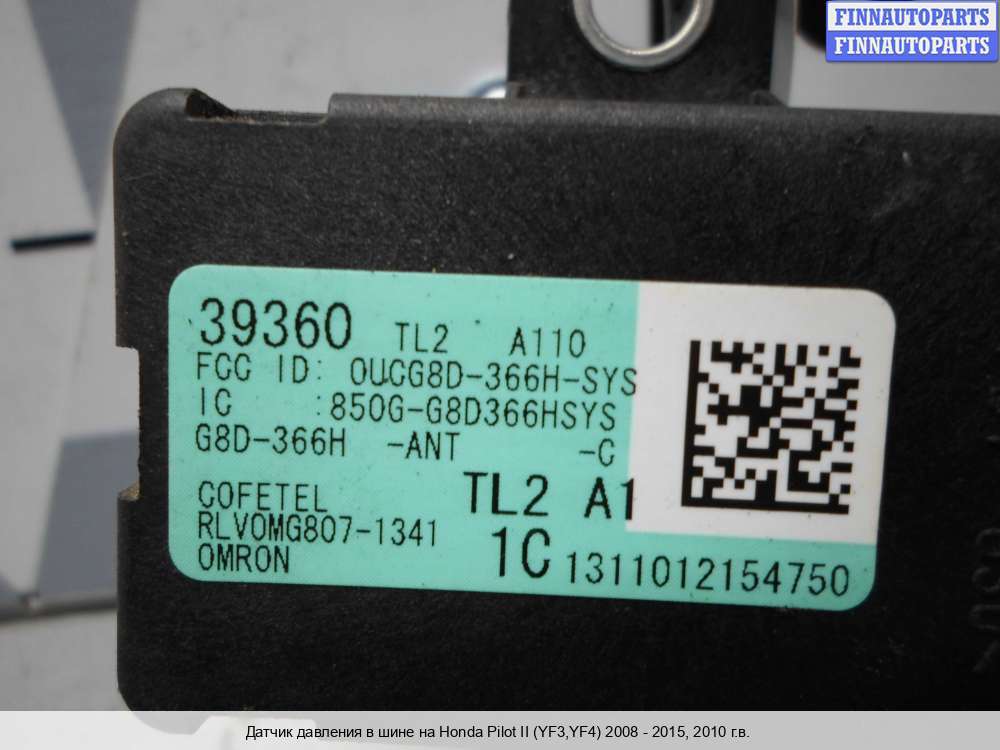 FINNAUTOPARTS
FINNAUTOPARTS
39360 TL2 A110
FCC ID: OUCG8D-366H-SYS
IC :850G-G8D366HSYS
G8D-366H -ANT -C
COFETEL TL2 A1
RLVOMG807-1341
OMRON 1C 1311012154750
Датчик давления в шине на Honda Pilot II (YF3,YF4) 2008 - 2015, 2010 г.в.